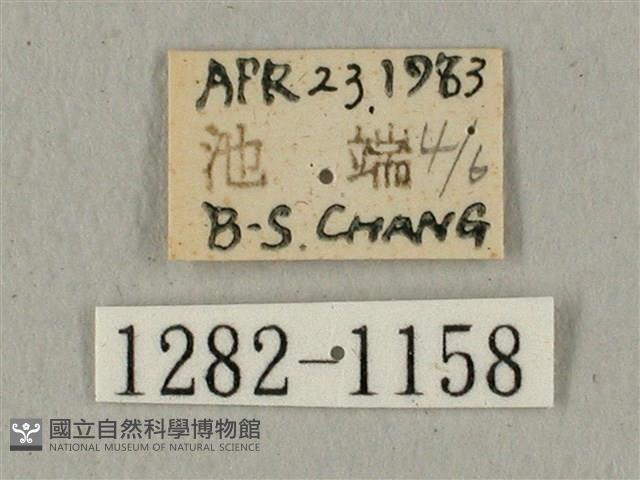 APR 23.1983
池 端 4/6
B-S. CHANG
1282-1158
國立自然科學博物館
NATIONAL MUSEUM OF NATURAL SCIENCE